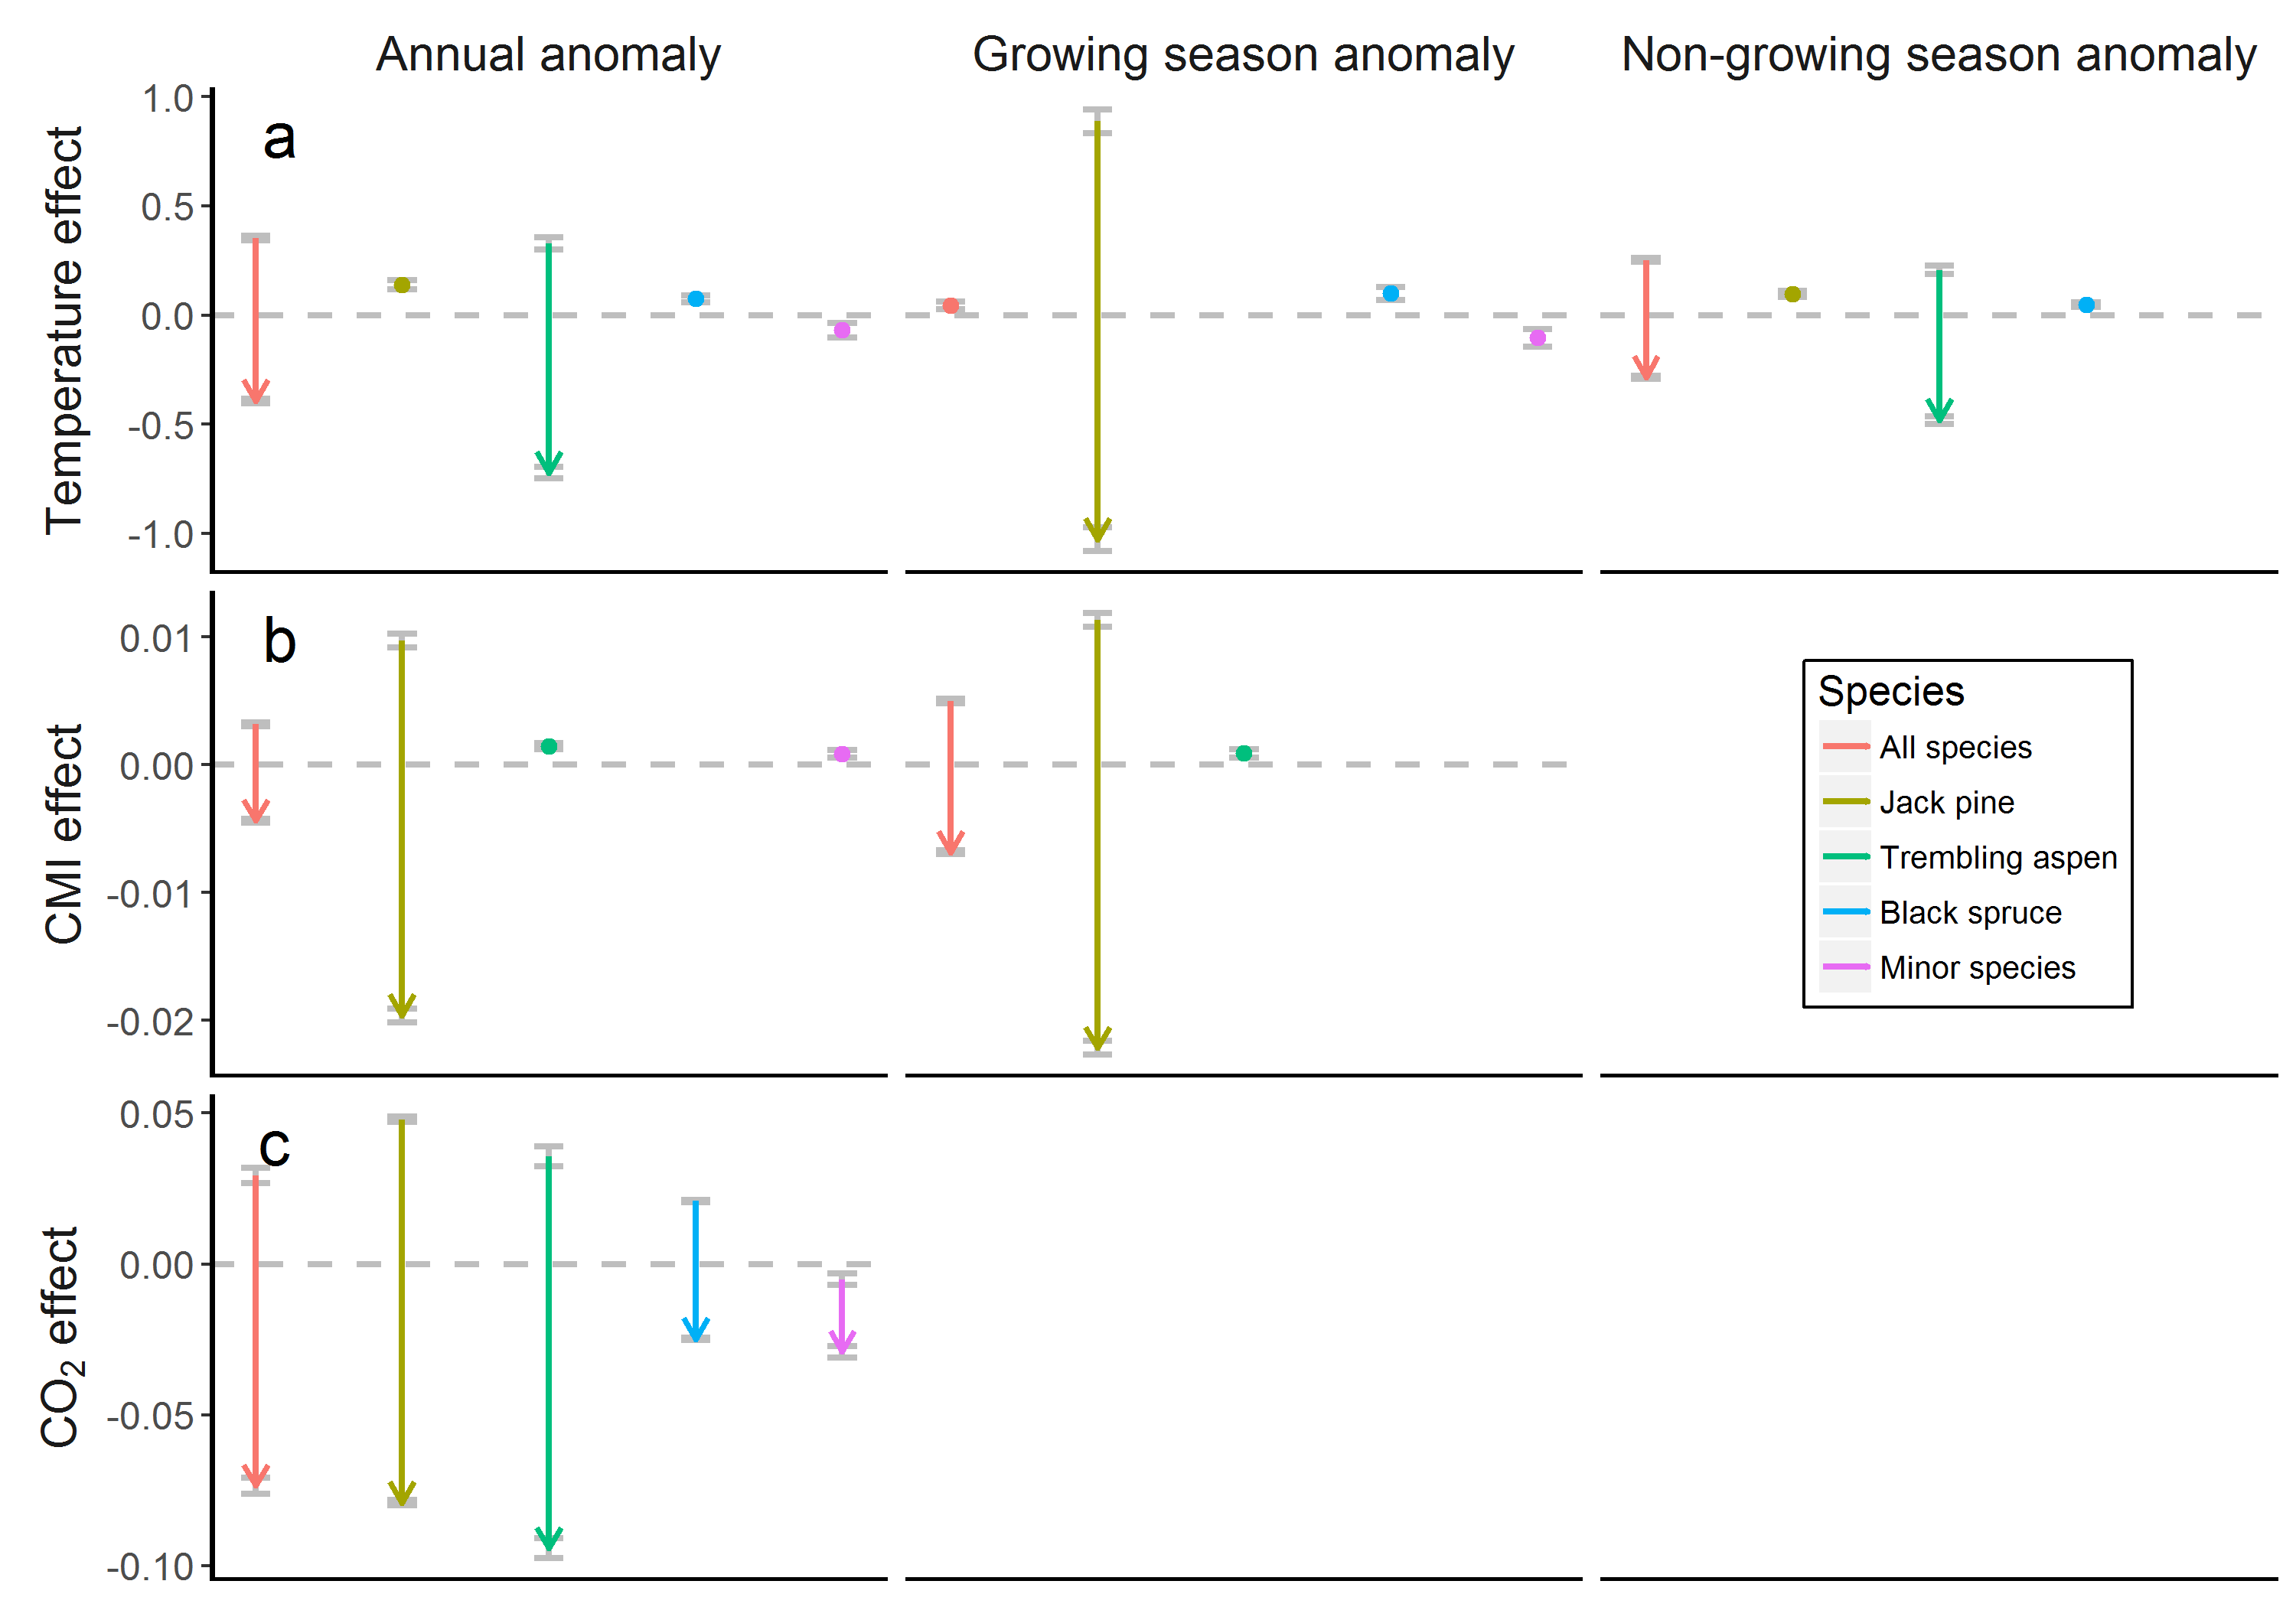 Annual anomaly
Growing season anomaly
Non-growing season anomaly
a
Temperature effect
1.0
0.5
0.0
-0.5
-1.0
b
CMI effect
0.01
0.00
-0.01
-0.02
Species
All species
Jack pine
Trembling aspen
Black spruce
Minor species
c
CO₂ effect
0.05
0.00
-0.05
-0.10